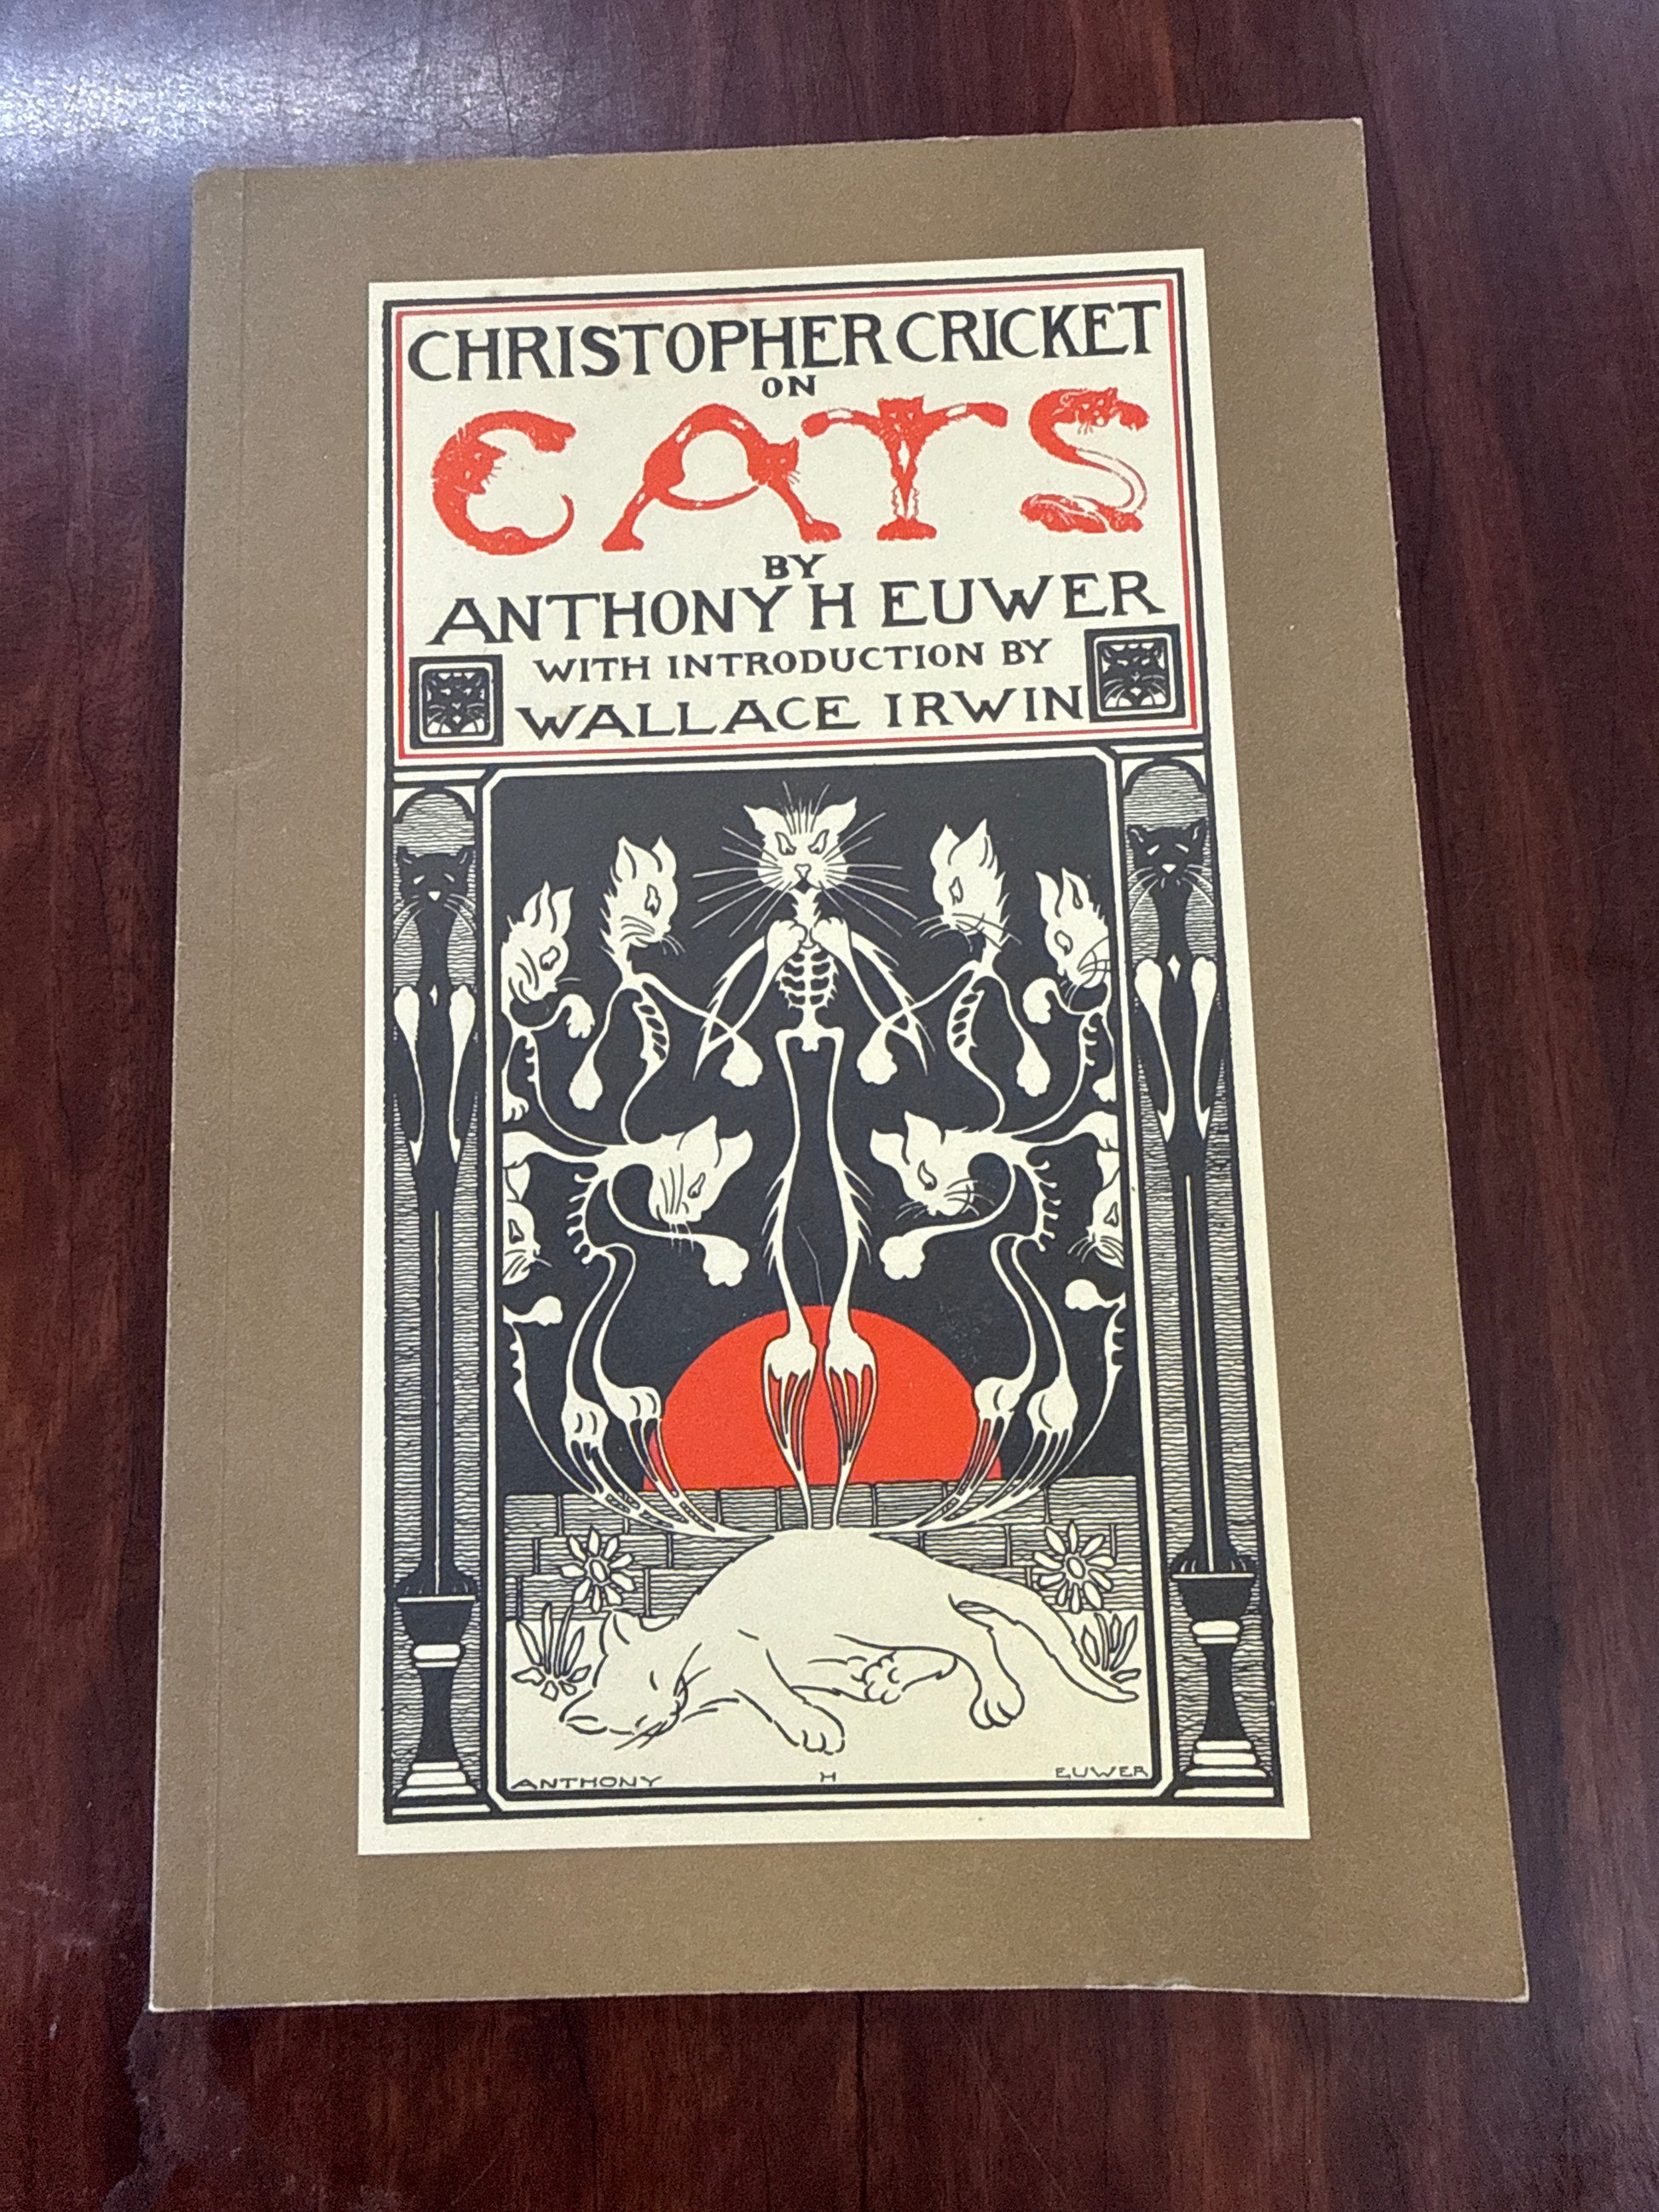 CHRISTOPHER CRICKET
ON
CATS
BY
ANTHONY H EUWER
WITH INTRODUCTION BY
WALLACE IRWIN
ANTHONY H EUWER